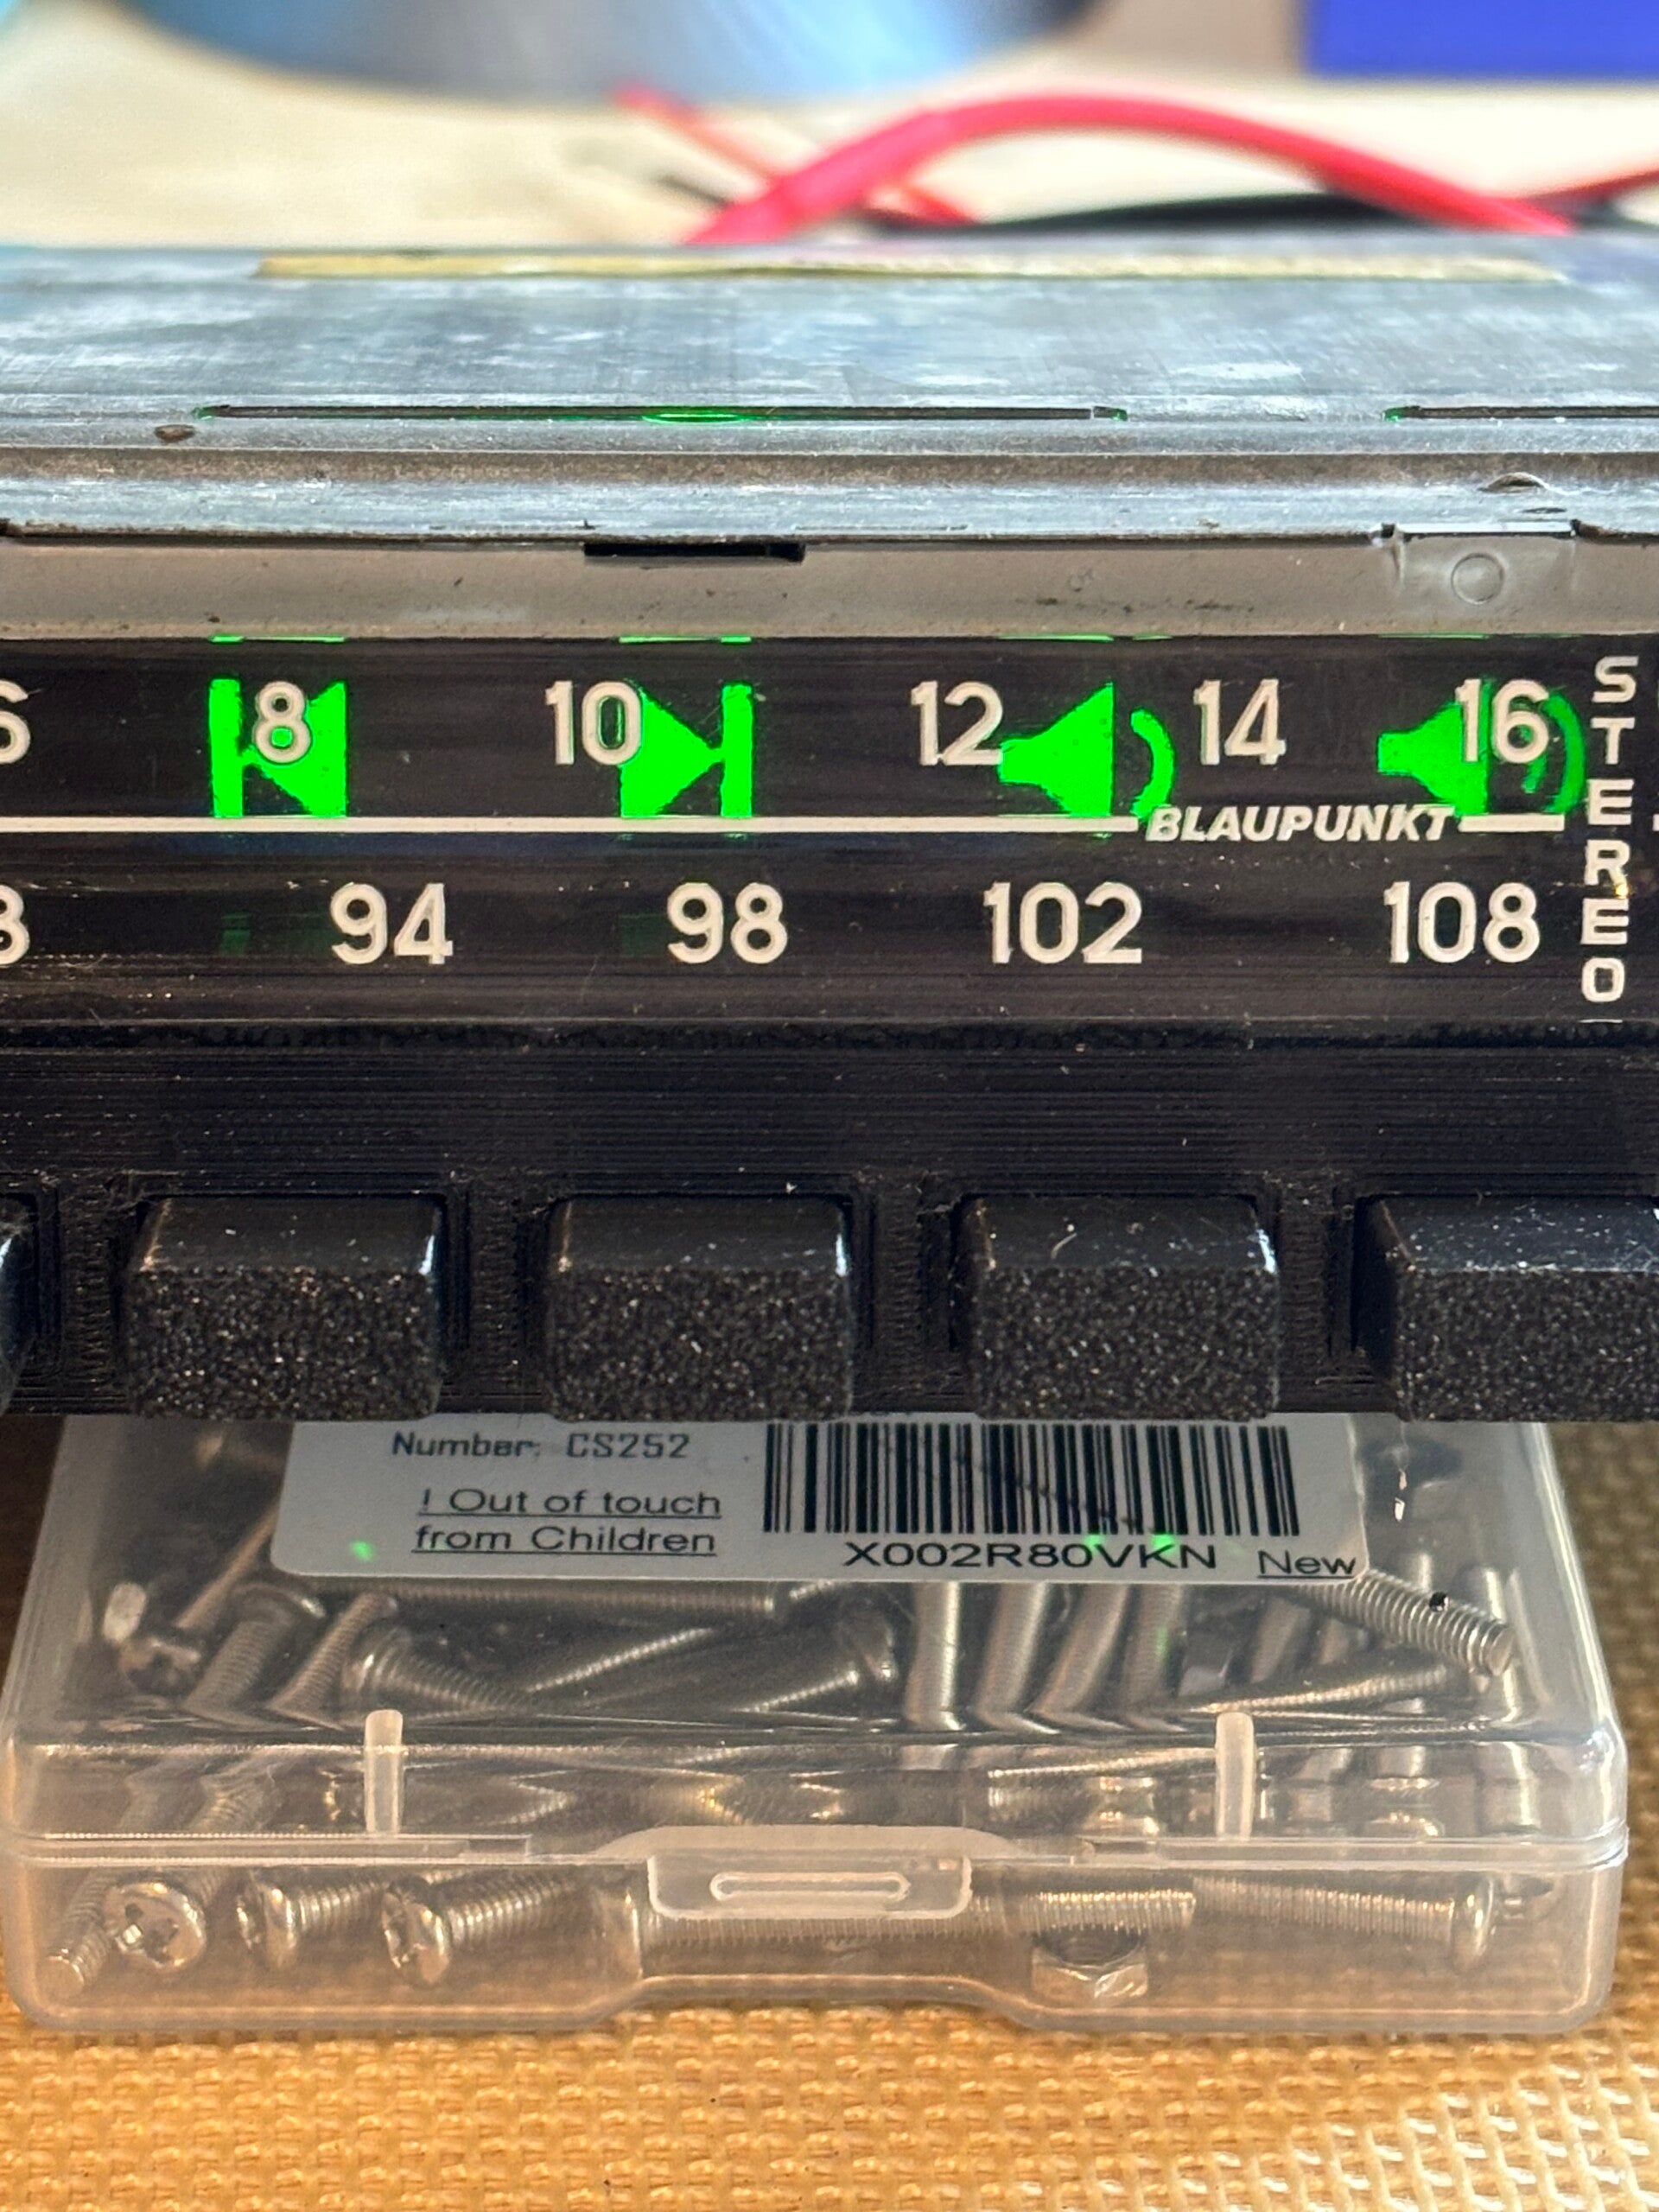 6 8 10 12 14 16
BLAUPUNKT
94 98 102 108
STEREO
Number: CS252
! Out of touch
from Children
X002R80VKN New